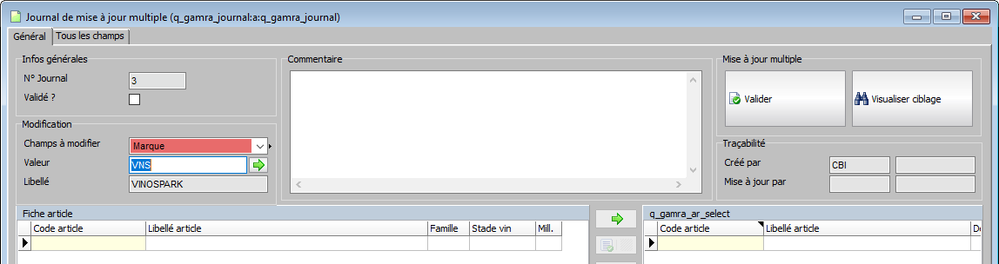 Journal de mise à jour multiple (q_gamra_journal:a:q_gamra_journal)
Général Tous les champs
Infos générales
N° Journal 3
Validé ?
Modification
Champs à modifier Marque
Valeur VNS
Libellé VINOSPARK
Commentaire
Mise à jour multiple
Valider Visualiser ciblage
Traçabilité
Créé par CBI
Mise à jour par
Fiche article
Code article Libellé article Famille Stade vin Mill.
q_gamra_ar_select
Code article Libellé article